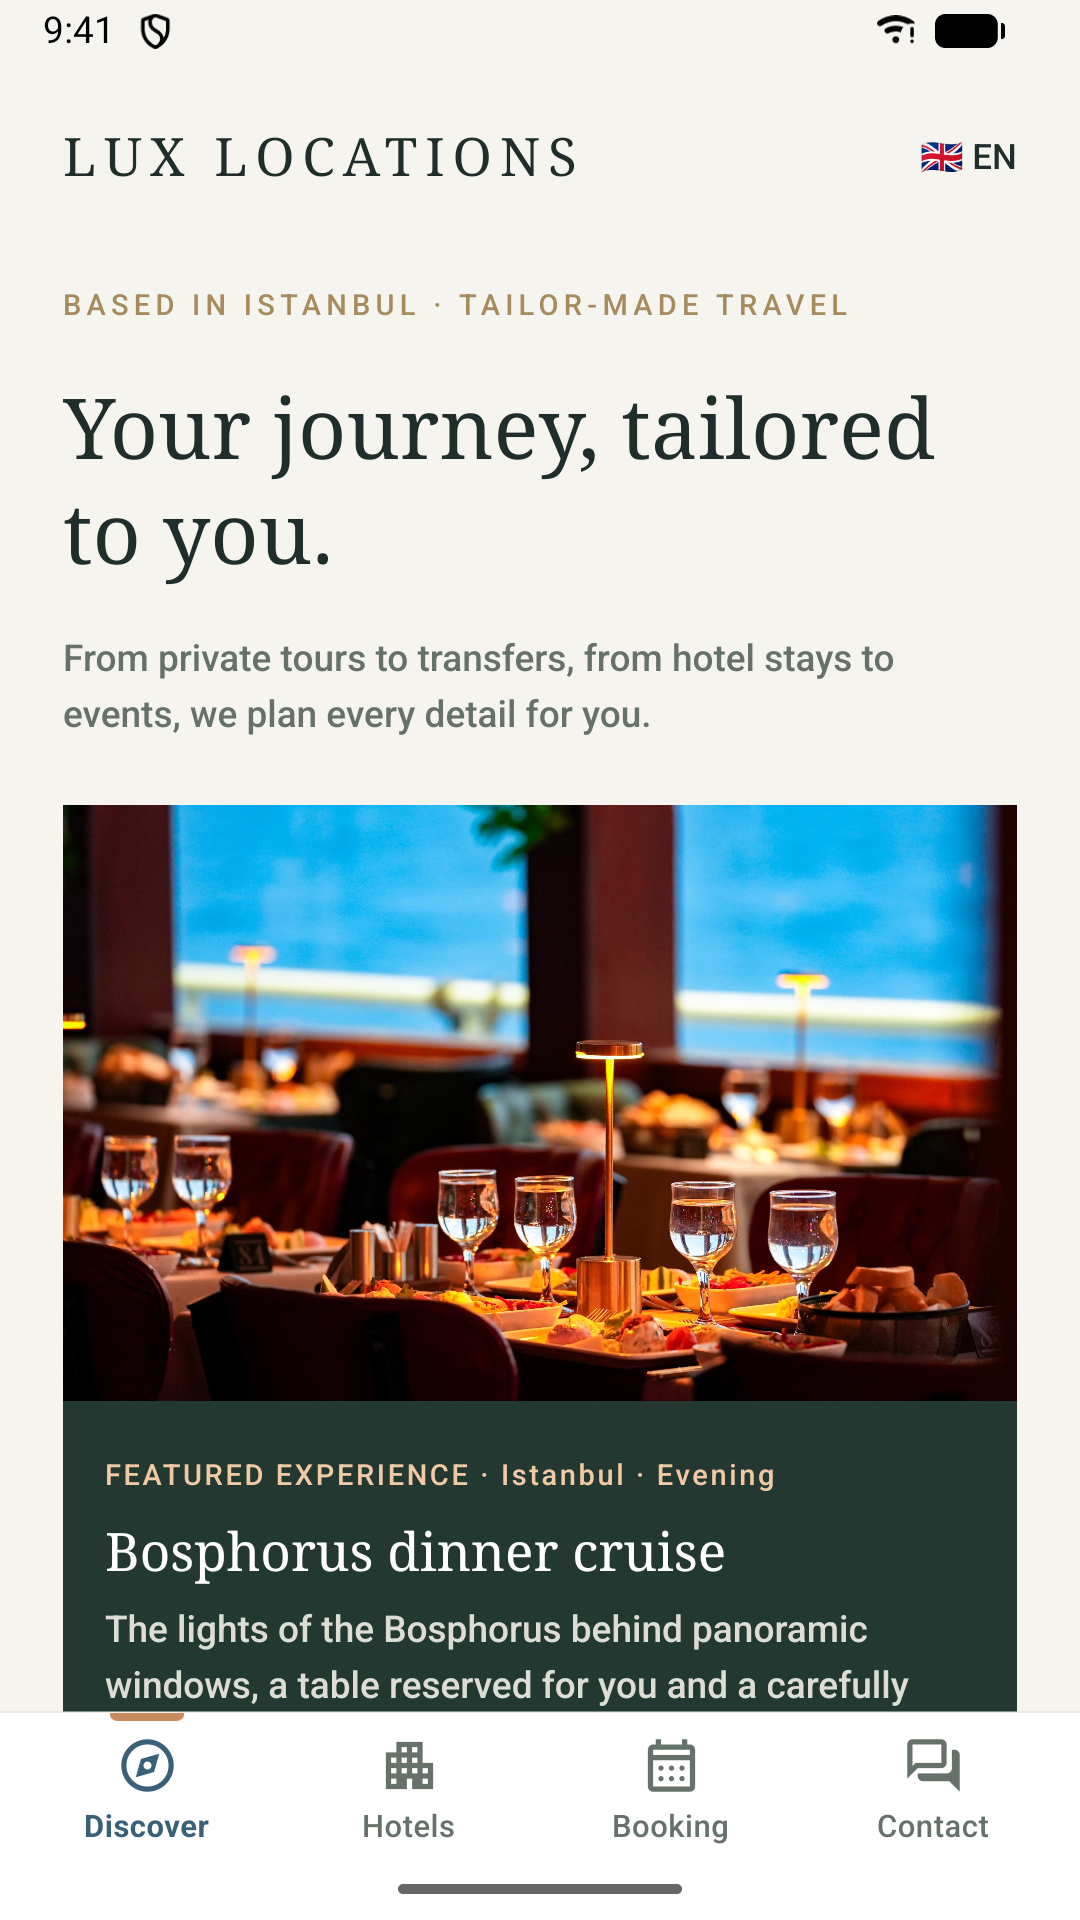 9:41
LUX LOCATIONS
🇬🇧 EN
BASED IN ISTANBUL · TAILOR-MADE TRAVEL
Your journey, tailored
to you.
From private tours to transfers, from hotel stays to
events, we plan every detail for you.
FEATURED EXPERIENCE · Istanbul · Evening
Bosphorus dinner cruise
The lights of the Bosphorus behind panoramic
windows, a table reserved for you and a carefully
Discover
Hotels
Booking
Contact